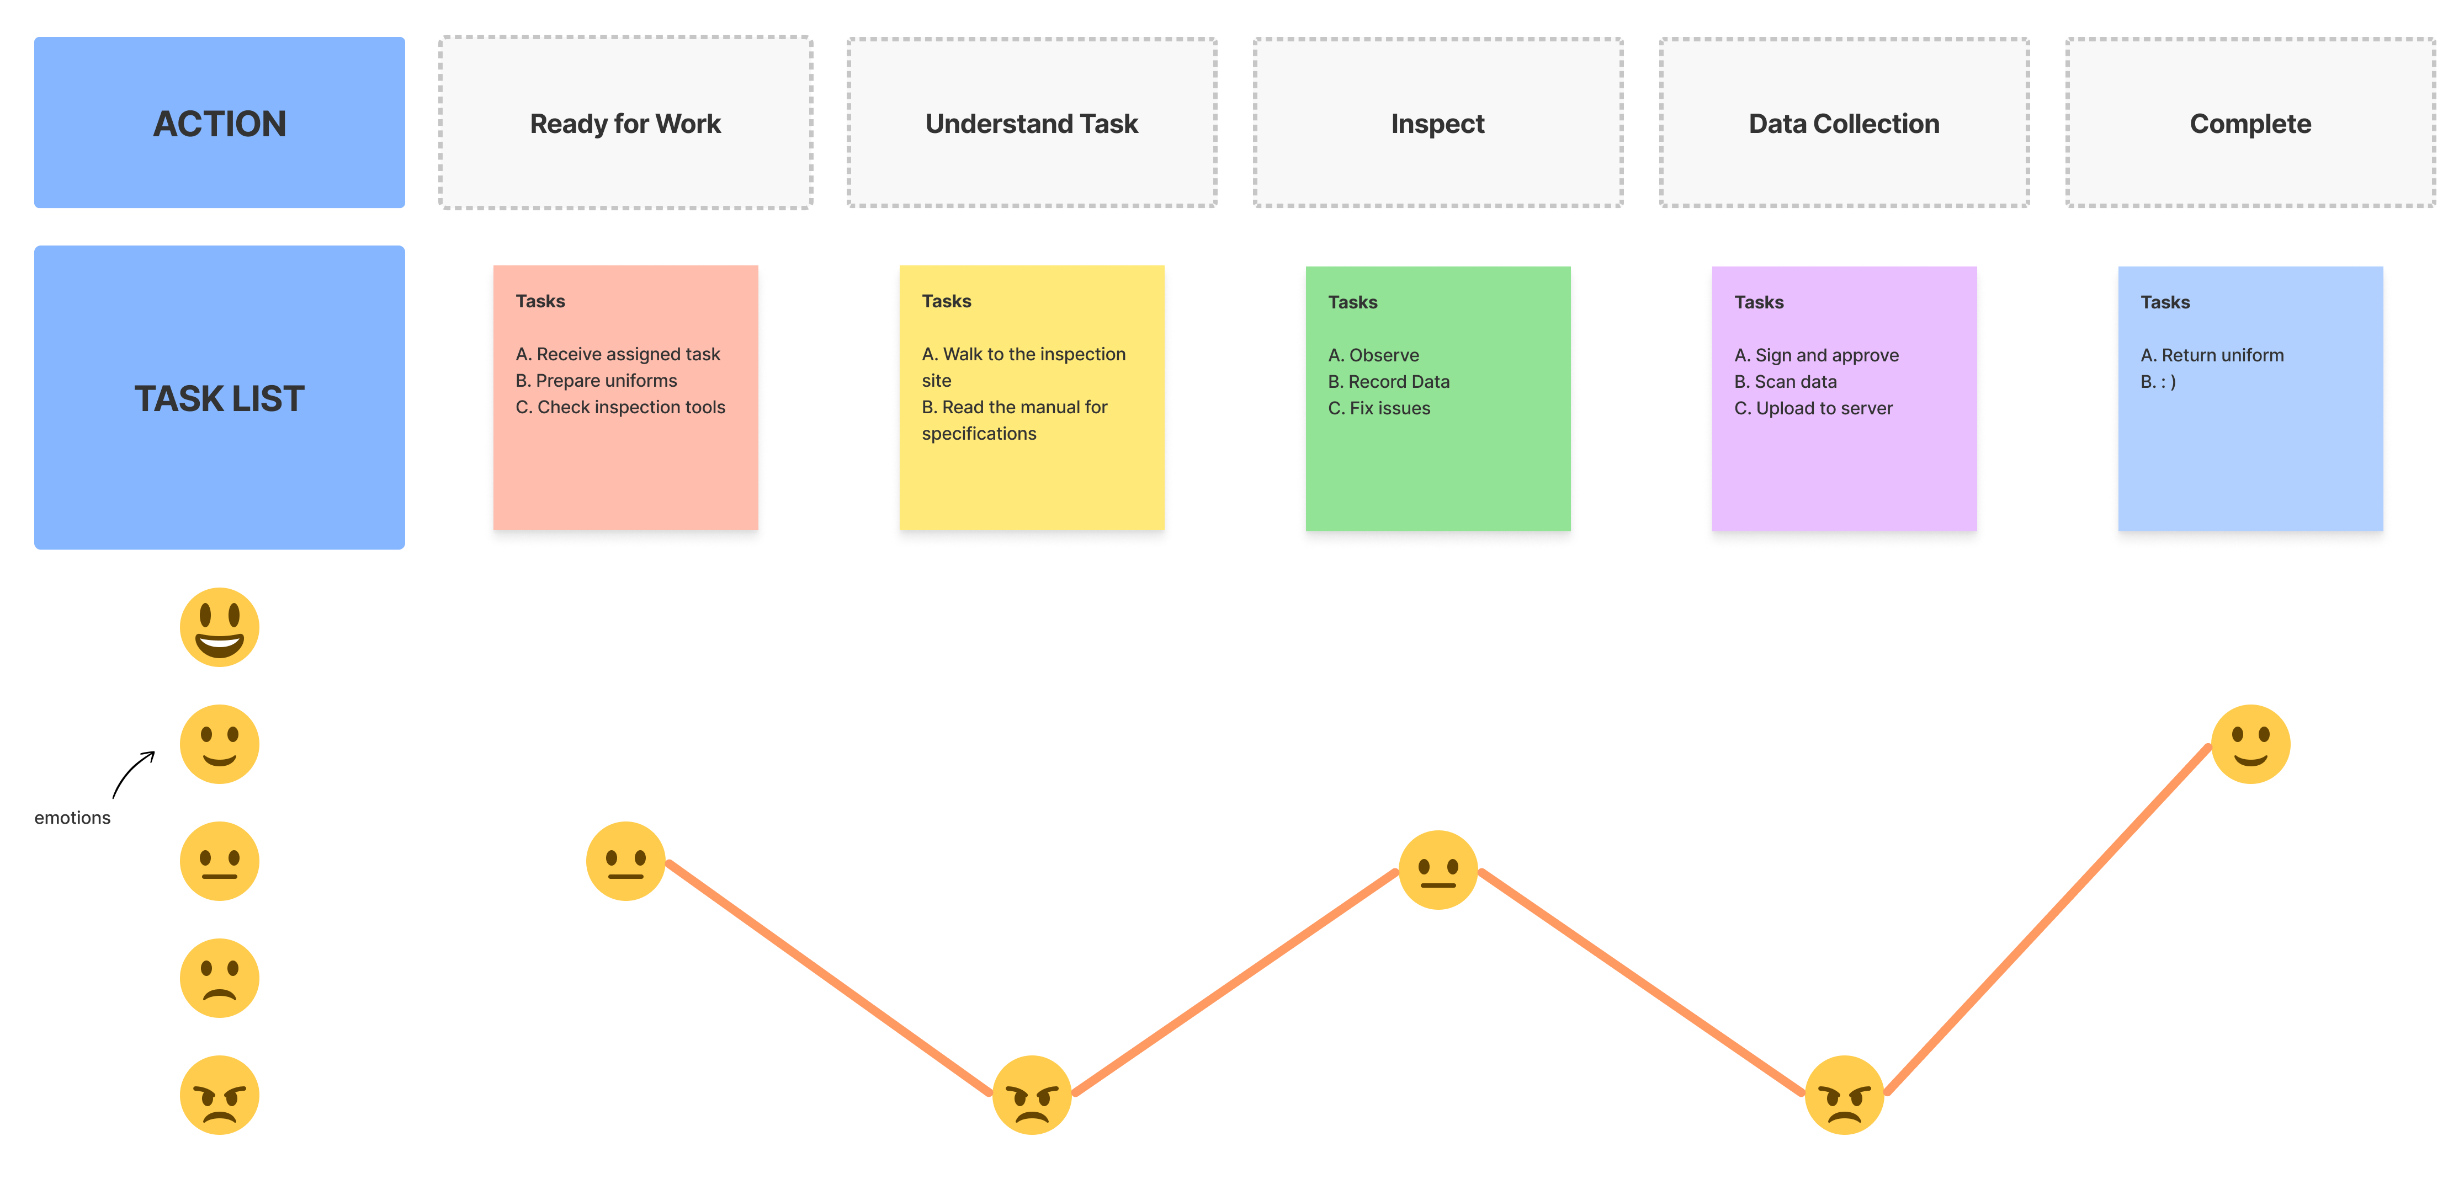 ACTION
Ready for Work
Understand Task
Inspect
Data Collection
Complete
TASK LIST
Tasks
A. Receive assigned task
B. Prepare uniforms
C. Check inspection tools
Tasks
A. Walk to the inspection
site
B. Read the manual for
specifications
Tasks
A. Observe
B. Record Data
C. Fix issues
Tasks
A. Sign and approve
B. Scan data
C. Upload to server
Tasks
A. Return uniform
B. : )
emotions